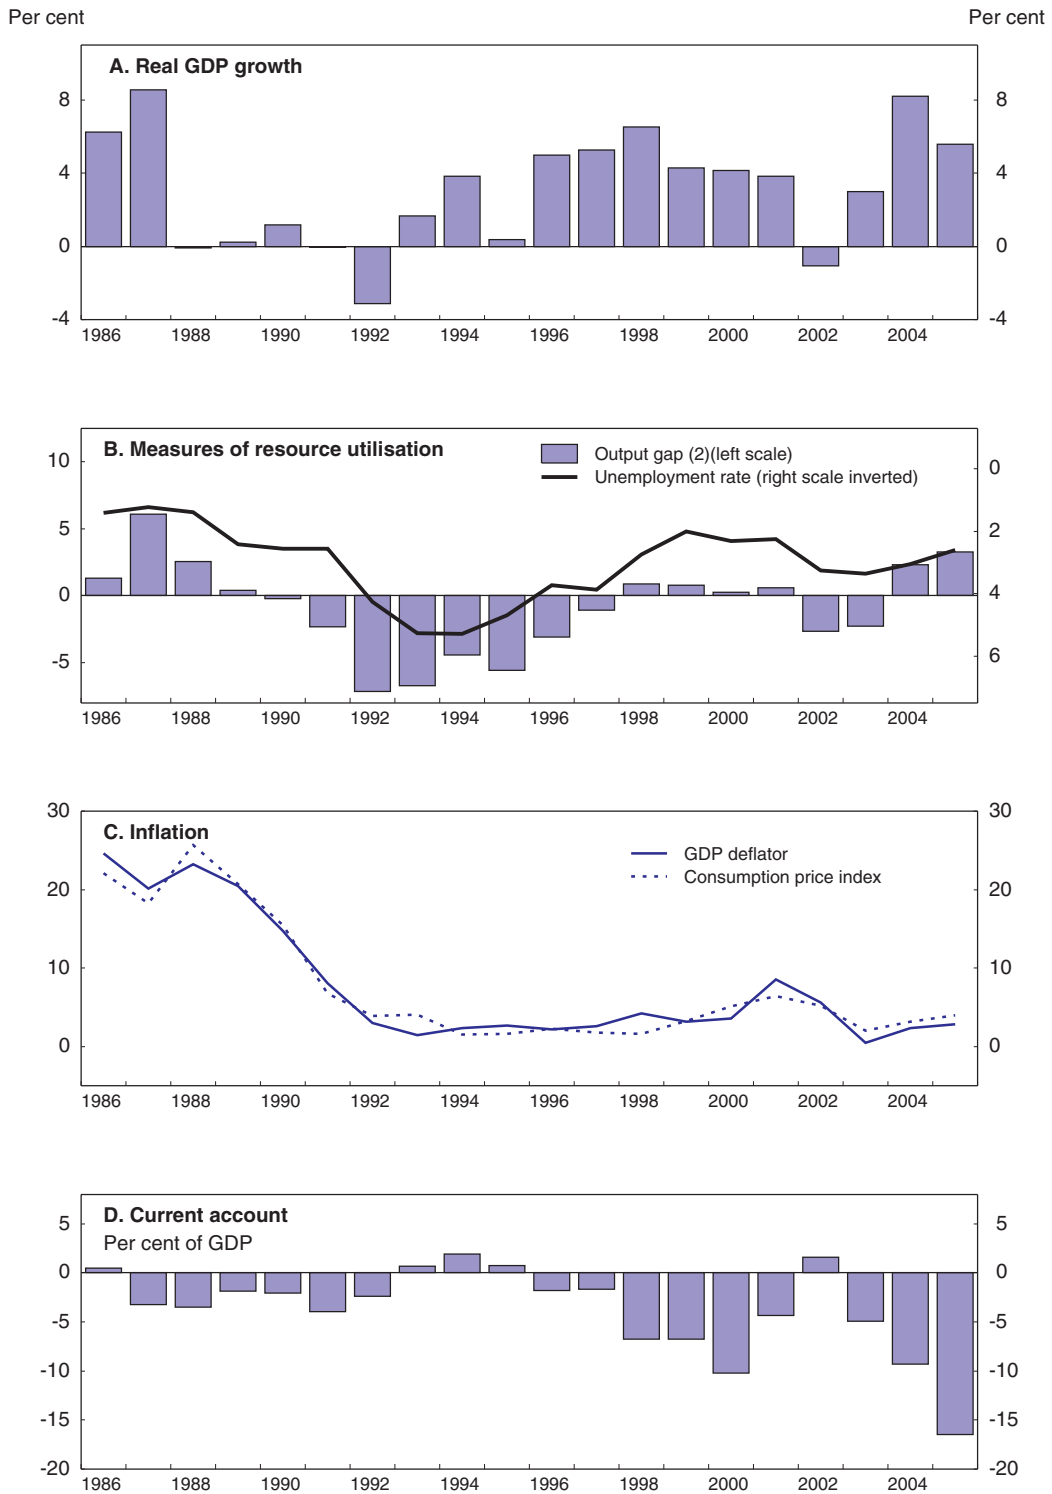 Per cent Per cent
A. Real GDP growth
8 8
4 4
0 0
-4 -4
1986 1988 1990 1992 1994 1996 1998 2000 2002 2004
B. Measures of resource utilisation
Output gap (2)(left scale)
Unemployment rate (right scale inverted)
10 0
5 2
0 4
-5 6
1986 1988 1990 1992 1994 1996 1998 2000 2002 2004
30 30
C. Inflation
GDP deflator
Consumption price index
20 20
10 10
0 0
1986 1988 1990 1992 1994 1996 1998 2000 2002 2004
D. Current account
5 5
Per cent of GDP
0 0
-5 -5
-10 -10
-15 -15
-20 -20
1986 1988 1990 1992 1994 1996 1998 2000 2002 2004